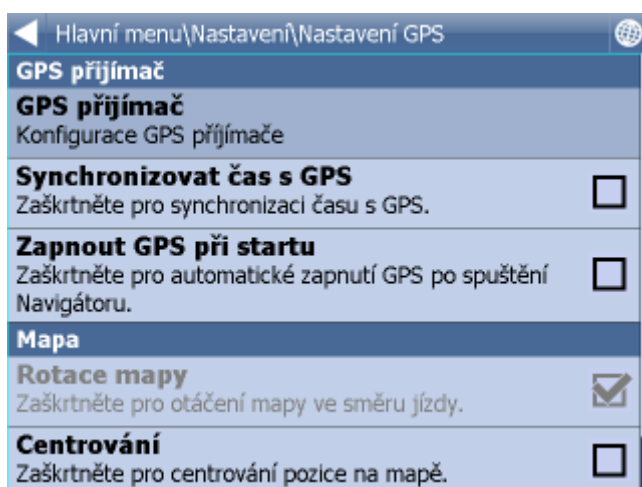 Hlavní menu\Nastavení\Nastavení GPS
GPS přijímač
GPS přijímač
Konfigurace GPS příjímače
Synchronizovat čas s GPS
Zaškrtněte pro synchronizaci času s GPS.
Zapnout GPS při startu
Zaškrtněte pro automatické zapnutí GPS po spuštění
Navigátoru.
Mapa
Rotace mapy
Zaškrtněte pro otáčení mapy ve směru jízdy.
Centrování
Zaškrtněte pro centrování pozice na mapě.